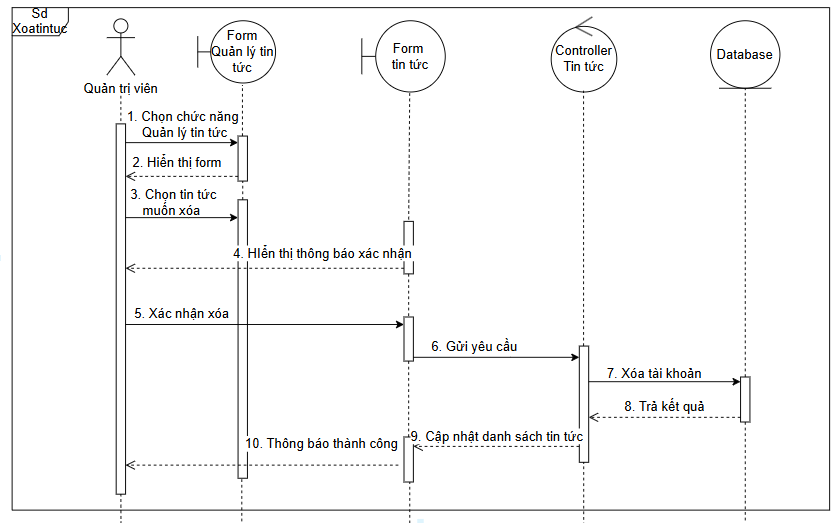 Sd
Xoatintuc
Quản trị viên
Form
Quản lý tin
tức
Form
tin tức
Controller
Tin tức
Database
1. Chọn chức năng
Quản lý tin tức
2. Hiển thị form
3. Chọn tin tức
muốn xóa
4. HIển thị thông báo xác nhận
5. Xác nhận xóa
6. Gửi yêu cầu
7. Xóa tài khoản
8. Trả kết quả
9. Cập nhật danh sách tin tức
10. Thông báo thành công